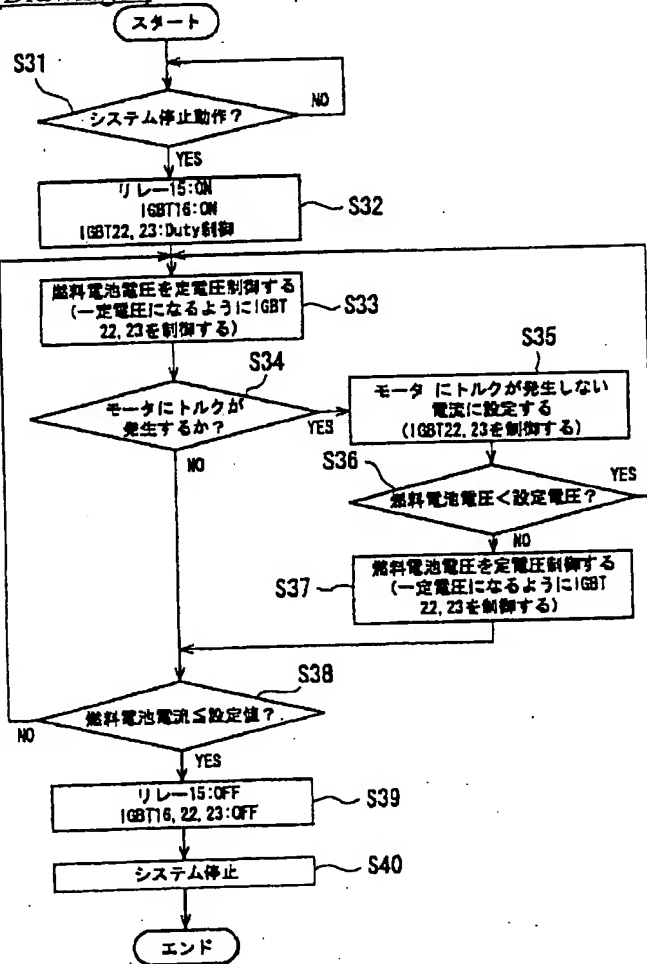 スタート
S31
システム停止動作?
NO
YES
リレー15:ON
IGBT16:ON
IGBT22, 23:Duty制御
S32
燃料電池電圧を定電圧制御する
(一定電圧になるようにIGBT
22, 23を制御する)
S33
S34
モータにトルクが
発生するか?
YES
NO
S35
モータ にトルクが発生しない
電流に設定する
(IGBT22, 23を制御する)
S36
燃料電池電圧<設定電圧?
YES
NO
燃料電池電圧を定電圧制御する
(一定電圧になるようにIGBT
22, 23を制御する)
S37
S38
燃料電池電流≦設定値?
NO
YES
リレー15:OFF
IGBT16, 22, 23:OFF
S39
システム停止
S40
エンド